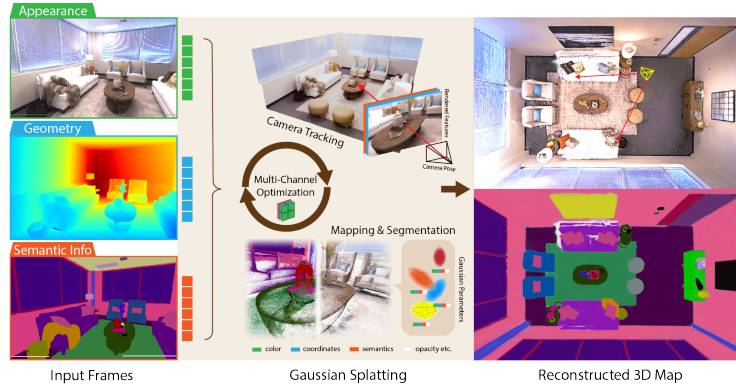 Appearance
Geometry
Semantic Info
Input Frames
Rendered Features
Camera Pose
Camera Tracking
Multi-Channel
Optimization
Mapping & Segmentation
Gaussian Parameters
color
coordinates
semantics
opacity etc.
Gaussian Splatting
Reconstructed 3D Map